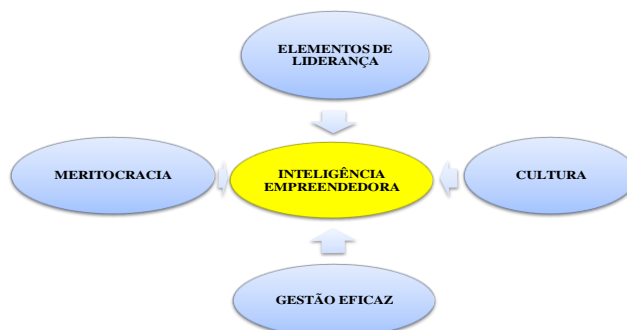 ELEMENTOS DE
LIDERANÇA
MERITOCRACIA
INTELIGÊNCIA
EMPREENDEDORA
CULTURA
GESTÃO EFICAZ